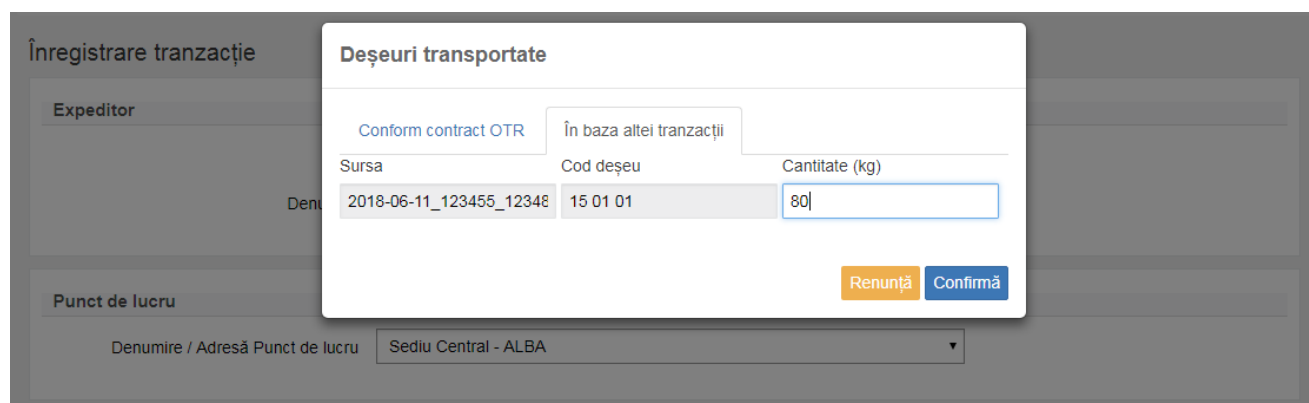 Înregistrare tranzacție
Deșeuri transportate
Expeditor
Conform contract OTR
În baza altei tranzacții
Sursa
Cod deșeu
Cantitate (kg)
Denu
2018-06-11_123455_12348
15 01 01
80
Renunță
Confirmă
Punct de lucru
Denumire / Adresă Punct de lucru
Sediu Central - ALBA